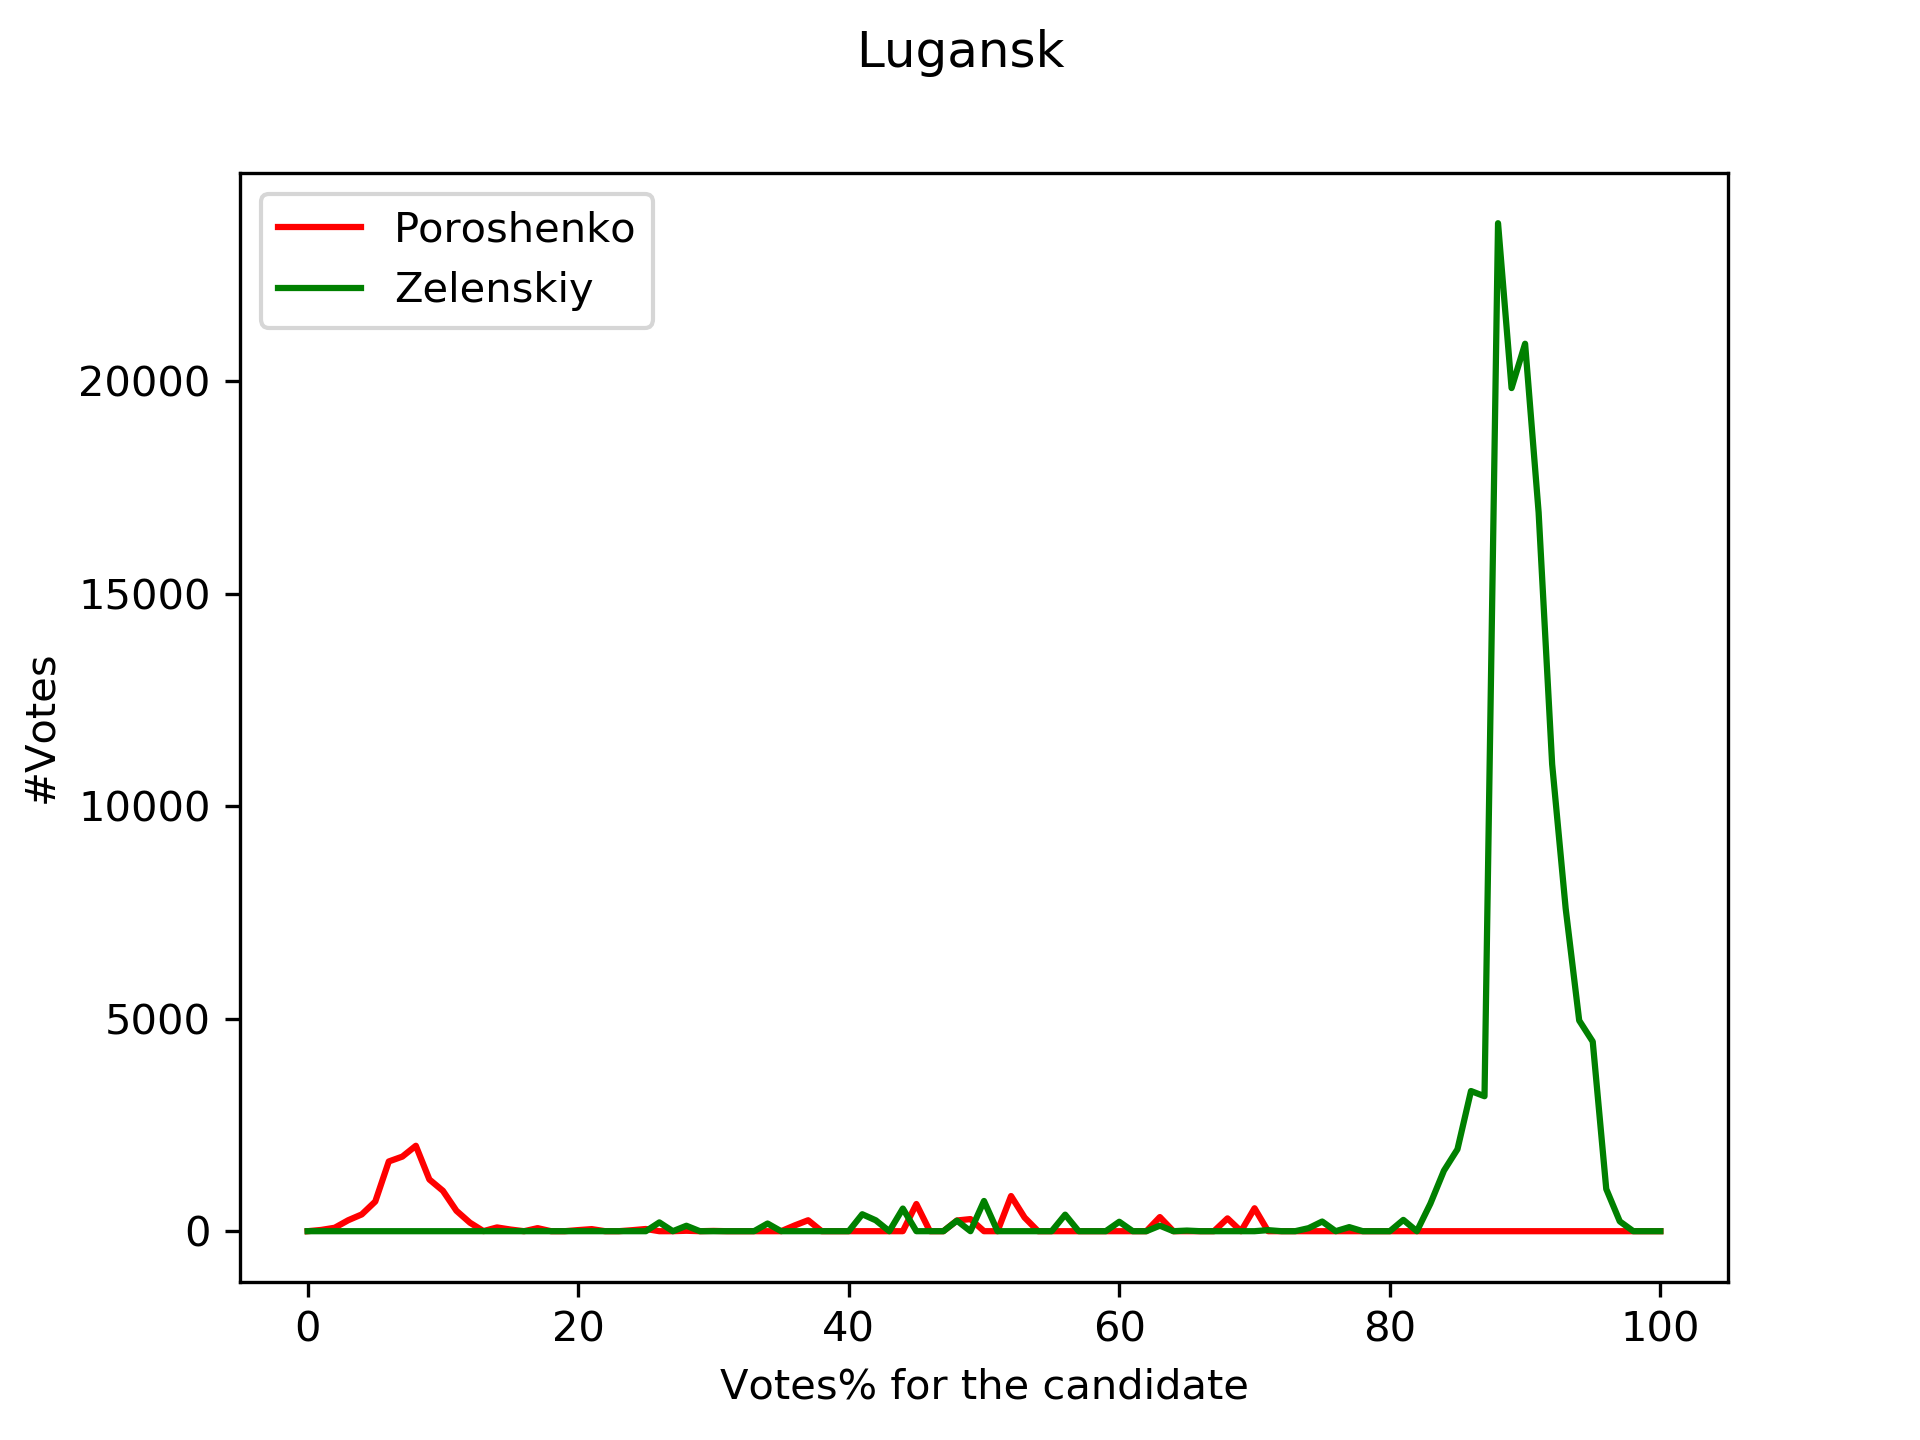 Lugansk
Poroshenko
Zelenskiy
20000
15000
10000
5000
0
#Votes
0 20 40 60 80 100
Votes% for the candidate